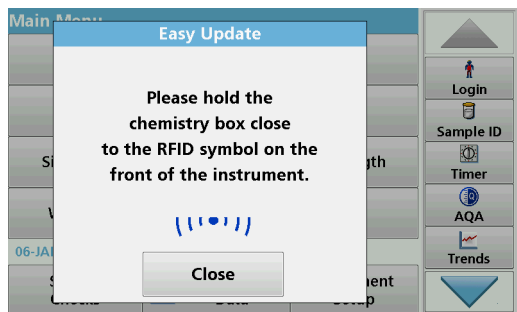 Main Menu
Easy Update
Please hold the
chemistry box close
to the RFID symbol on the
front of the instrument.
Close
Login
Sample ID
Timer
AQA
Trends